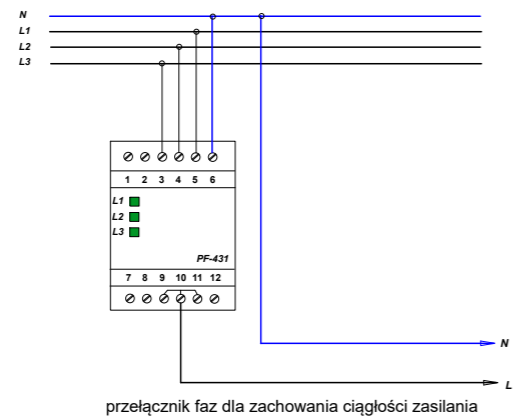 N
L1
L2
L3
1 2 3 4 5 6
L1
L2
L3
PF-431
7 8 9 10 11 12
N
L
przełącznik faz dla zachowania ciągłości zasilania